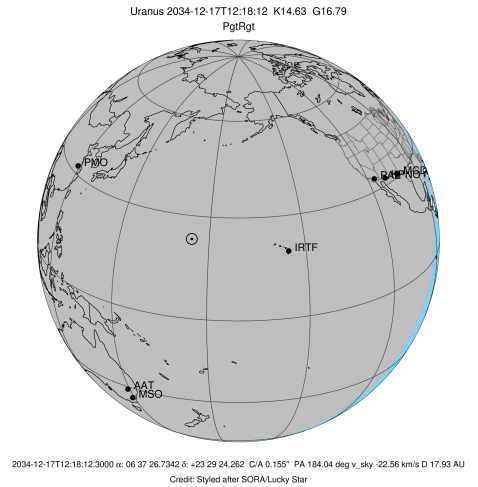 Uranus 2034-12-17T12:18:12 K14.63 G16.79
PgtRgt
PMO
IRTF
AAT
MSO
2034-12-17T12:18:12.3000 α: 06 37 26.7342 δ: +23 29 24.262 C/A 0.155" PA 184.04 deg v_sky -22.56 km/s D 17.93 AU
Credit: Styled after SORA/Lucky Star